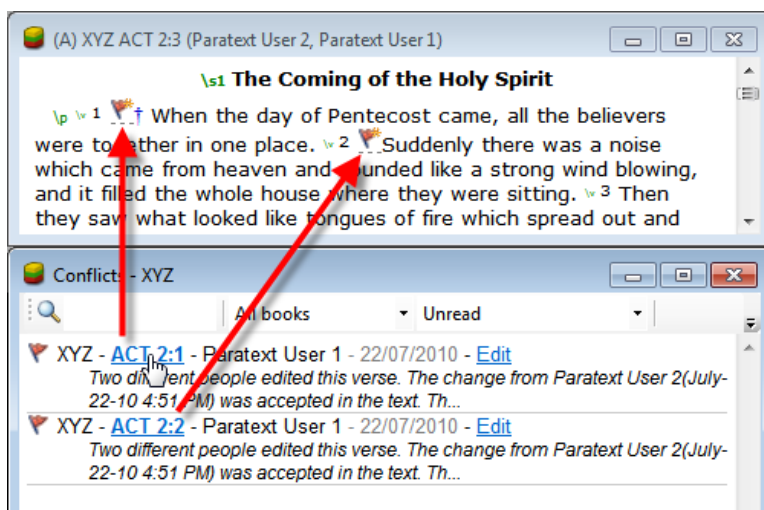 (A) XYZ ACT 2:3 (Paratext User 2, Paratext User 1)
\s1 The Coming of the Holy Spirit
\p \v 1 † When the day of Pentecost came, all the believers
were together in one place. \v 2 Suddenly there was a noise
which came from heaven and sounded like a strong wind blowing,
and it filled the whole house where they were sitting. \v 3 Then
they saw what looked like tongues of fire which spread out and
Conflicts - XYZ
All books Unread
XYZ - ACT 2:1 - Paratext User 1 - 22/07/2010 - Edit
Two different people edited this verse. The change from Paratext User 2(July-
22-10 4:51 PM) was accepted in the text. Th...
XYZ - ACT 2:2 - Paratext User 1 - 22/07/2010 - Edit
Two different people edited this verse. The change from Paratext User 2(July-
22-10 4:51 PM) was accepted in the text. Th...